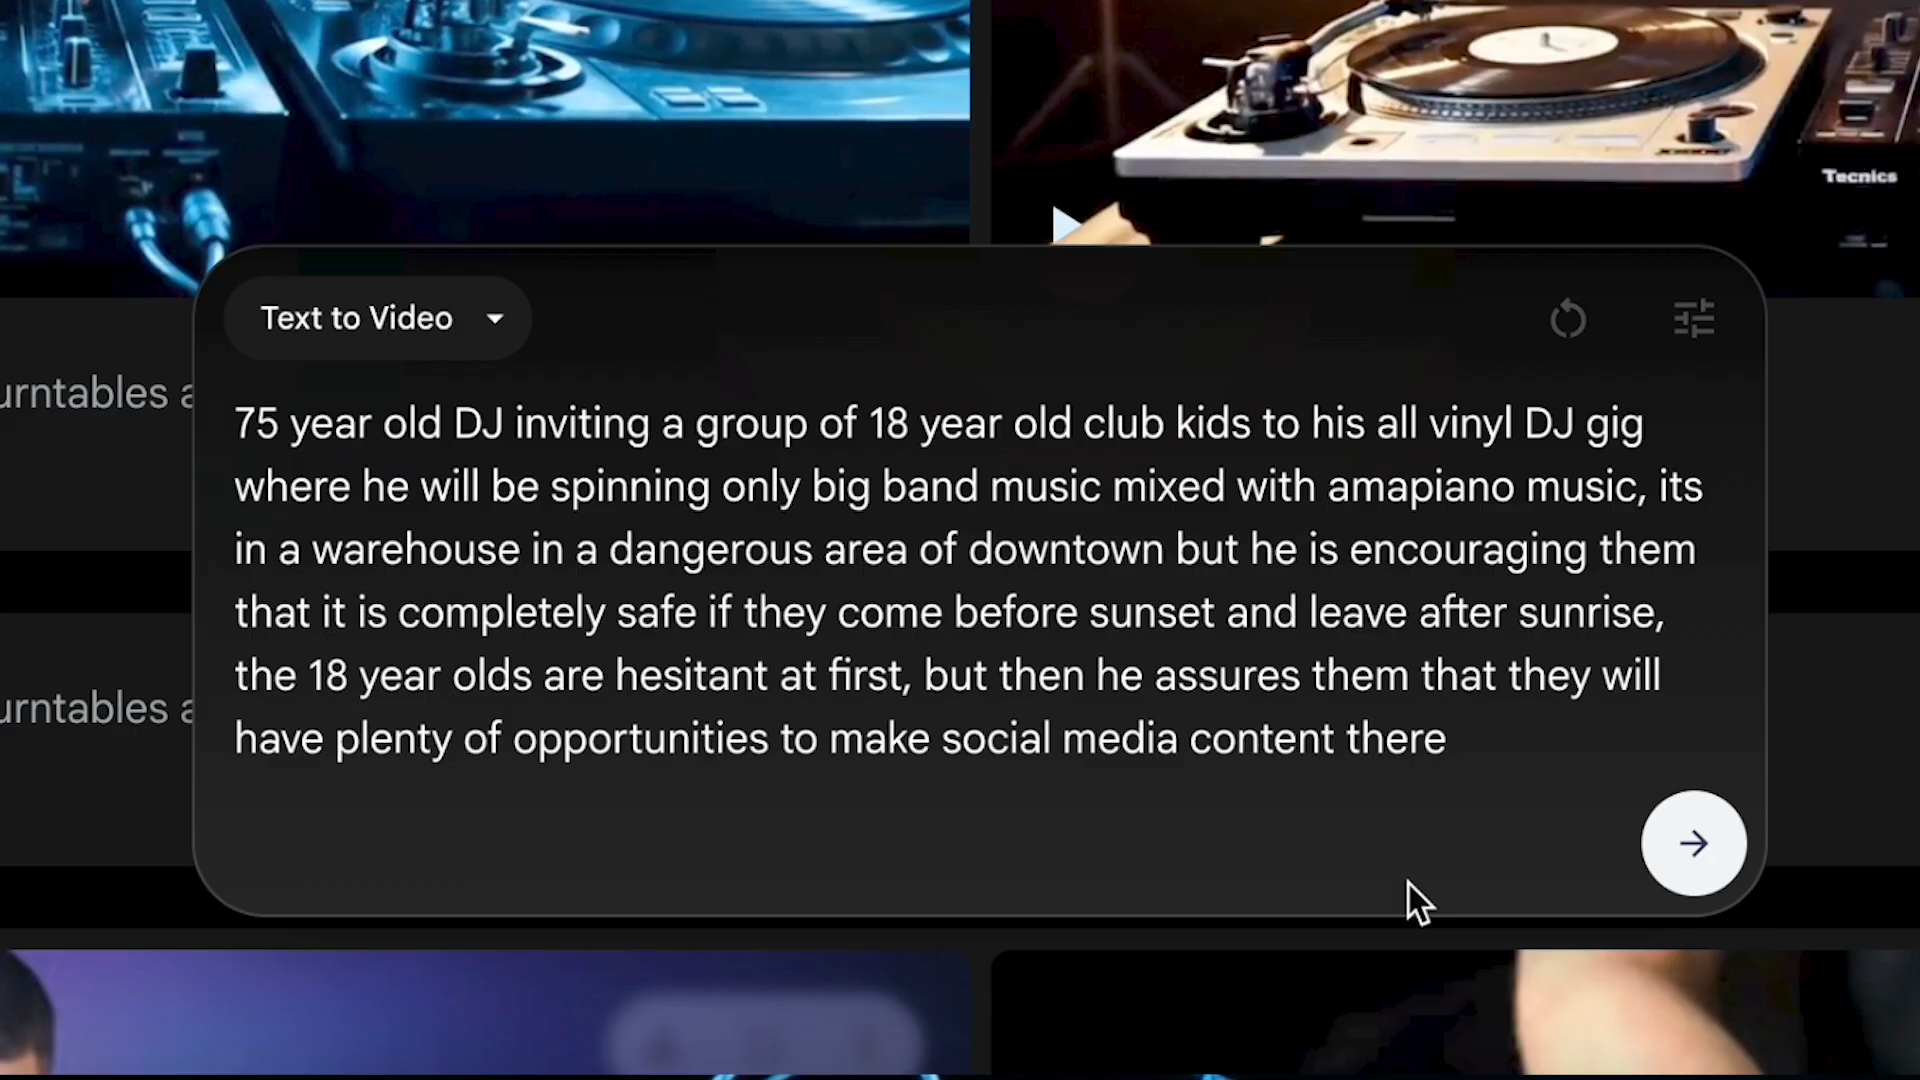 Tecnics
Text to Video
urntables a
75 year old DJ inviting a group of 18 year old club kids to his all vinyl DJ gig
where he will be spinning only big band music mixed with amapiano music, its
in a warehouse in a dangerous area of downtown but he is encouraging them
that it is completely safe if they come before sunset and leave after sunrise,
the 18 year olds are hesitant at first, but then he assures them that they will
urntables a
have plenty of opportunities to make social media content there